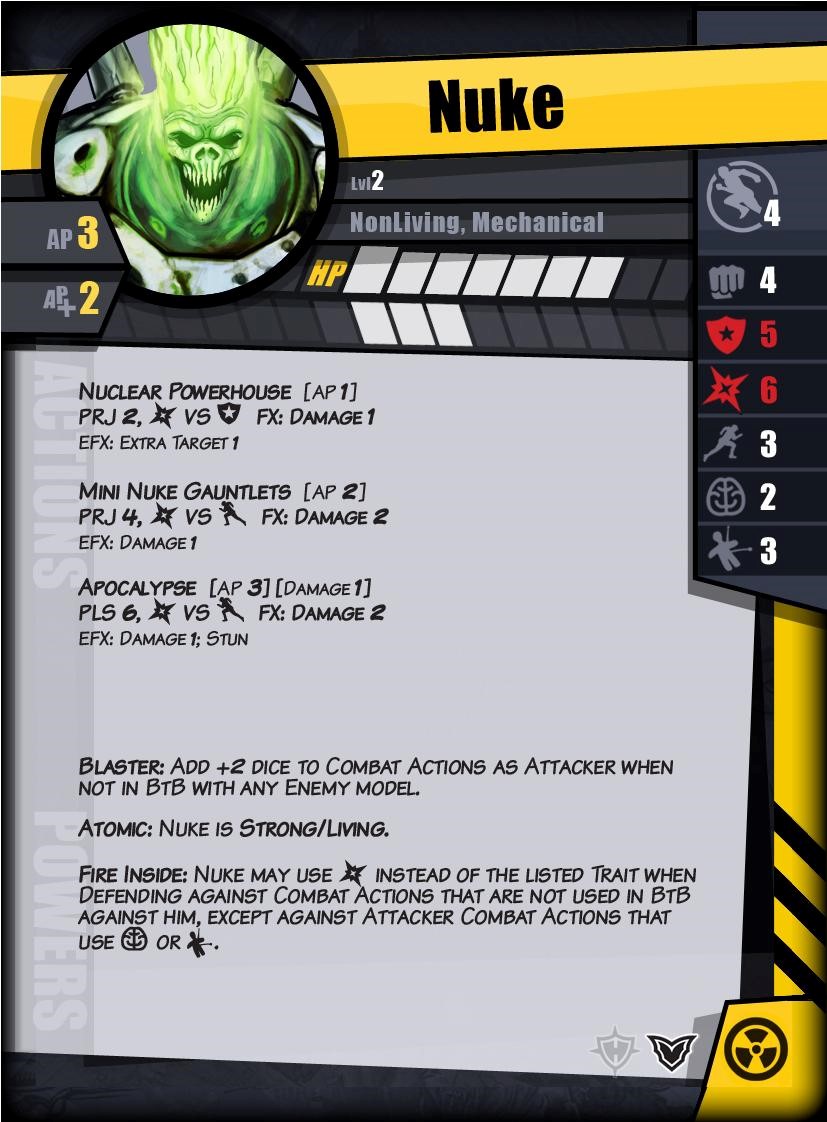 Nuke
Lvl 2
NonLiving, Mechanical
AP 3
AP+ 2
HP
4
4
5
6
3
2
3
ACTIONS
Nuclear Powerhouse [AP 1]
PRJ 2, VS FX: Damage 1
EFX: Extra Target 1
Mini Nuke Gauntlets [AP 2]
PRJ 4, VS FX: Damage 2
EFX: Damage 1
Apocalypse [AP 3] [Damage 1]
PLS 6, VS FX: Damage 2
EFX: Damage 1; Stun
POWERS
Blaster: Add +2 dice to Combat Actions as Attacker when
not in BtB with any Enemy model.
Atomic: Nuke is Strong/Living.
Fire Inside: Nuke may use instead of the listed Trait when
Defending against Combat Actions that are not used in BtB
against him, except against Attacker Combat Actions that
use or .